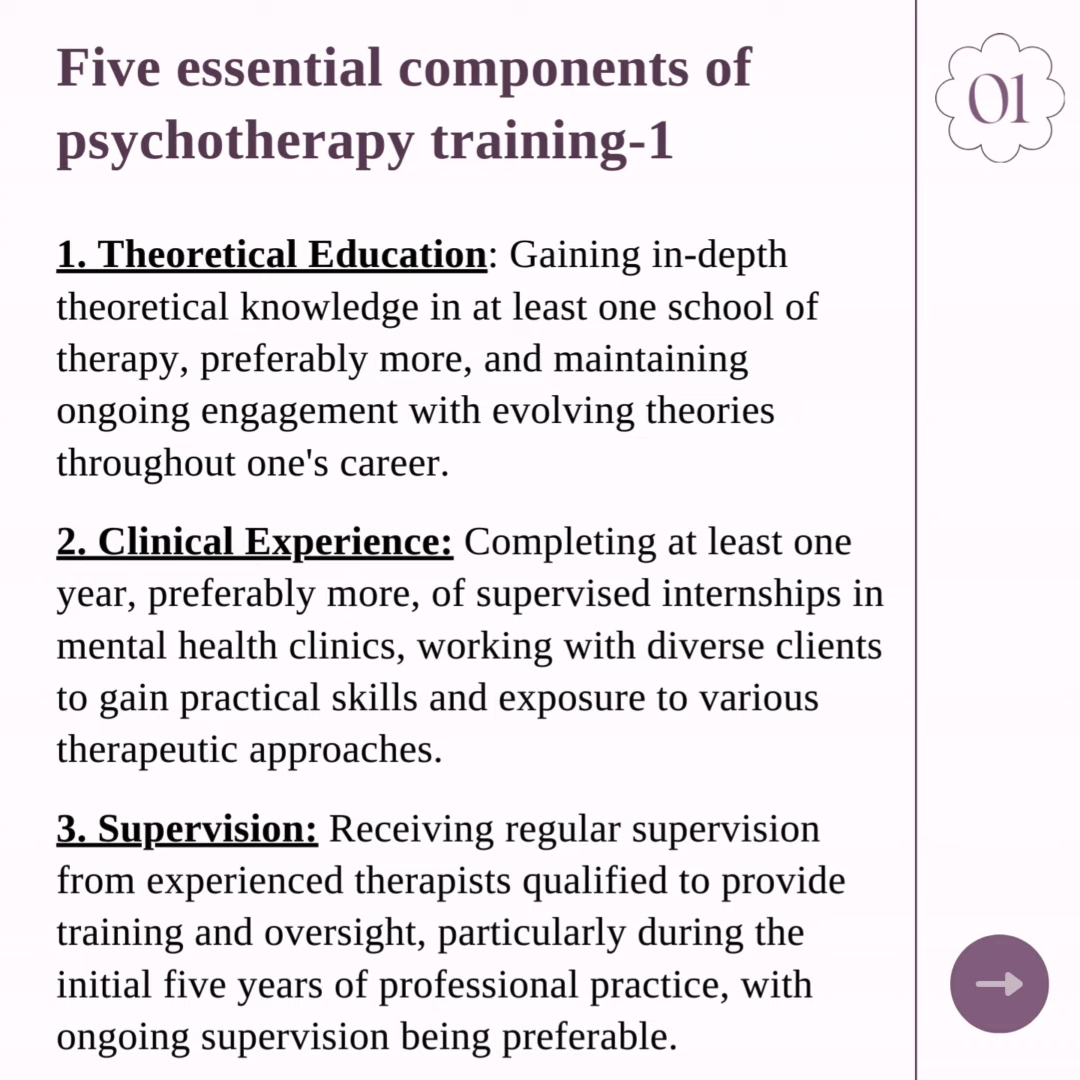 Five essential components of
psychotherapy training-1
01
1. Theoretical Education: Gaining in-depth
theoretical knowledge in at least one school of
therapy, preferably more, and maintaining
ongoing engagement with evolving theories
throughout one's career.
2. Clinical Experience: Completing at least one
year, preferably more, of supervised internships in
mental health clinics, working with diverse clients
to gain practical skills and exposure to various
therapeutic approaches.
3. Supervision: Receiving regular supervision
from experienced therapists qualified to provide
training and oversight, particularly during the
initial five years of professional practice, with
ongoing supervision being preferable.